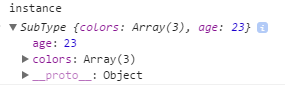 instance
▼ SubType {colors: Array(3), age: 23} i
age: 23
▶ colors: Array(3)
▶ __proto__: Object